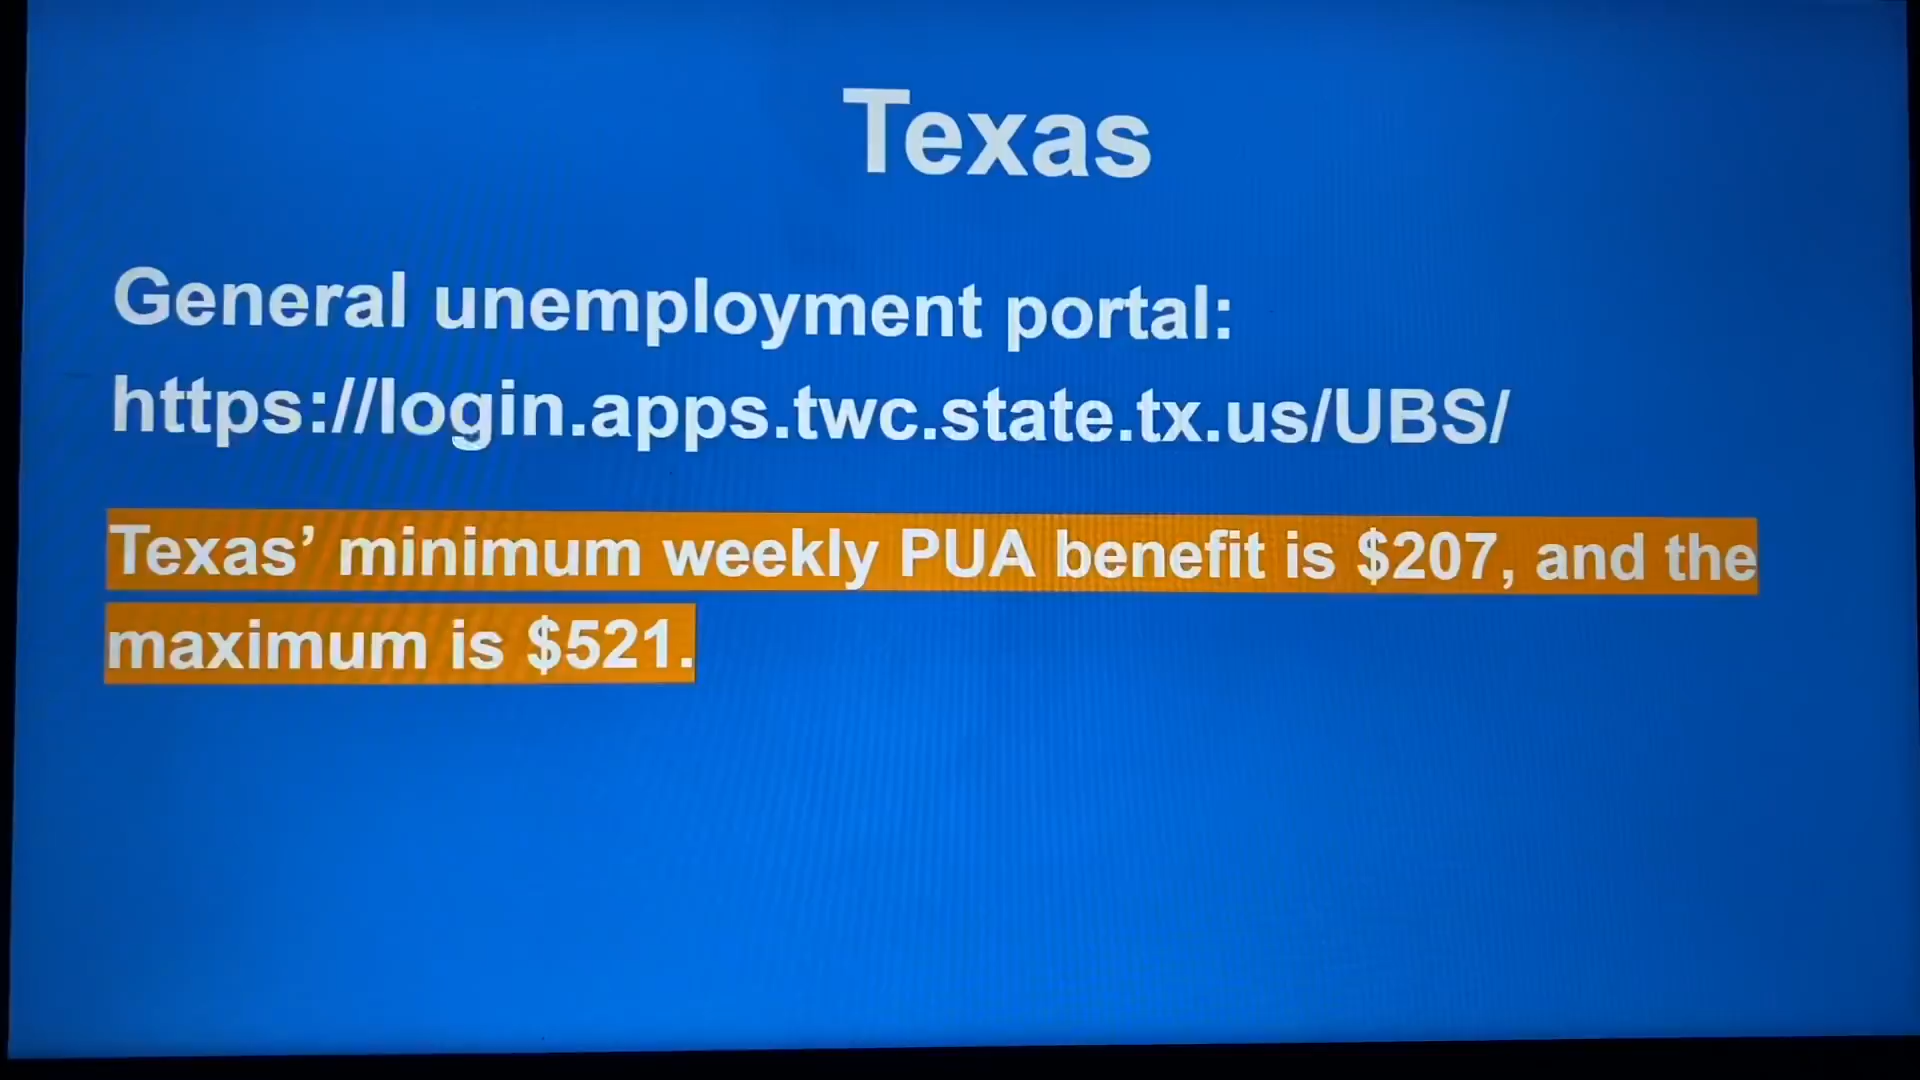 Texas
General unemployment portal:
https://login.apps.twc.state.tx.us/UBS/
Texas’ minimum weekly PUA benefit is $207, and the
maximum is $521.